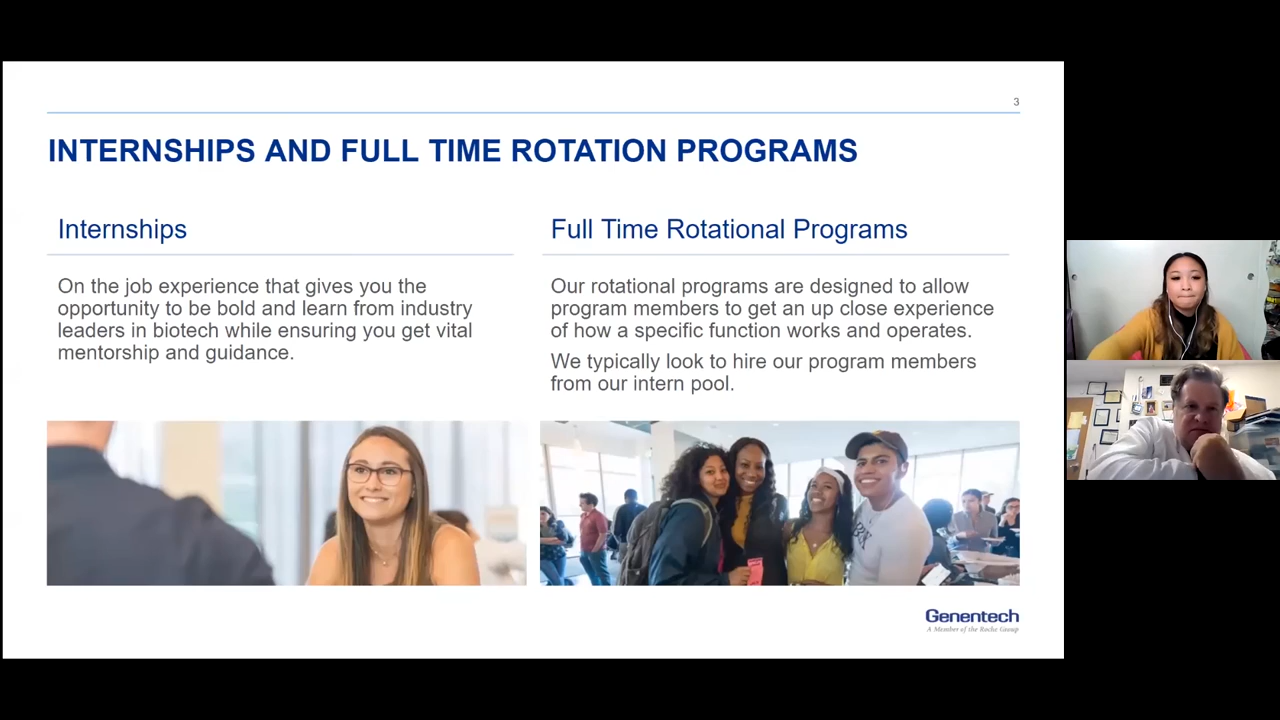 3
INTERNSHIPS AND FULL TIME ROTATION PROGRAMS
Internships
On the job experience that gives you the
opportunity to be bold and learn from industry
leaders in biotech while ensuring you get vital
mentorship and guidance.
Full Time Rotational Programs
Our rotational programs are designed to allow
program members to get an up close experience
of how a specific function works and operates.
We typically look to hire our program members
from our intern pool.
Genentech
A Member of the Roche Group